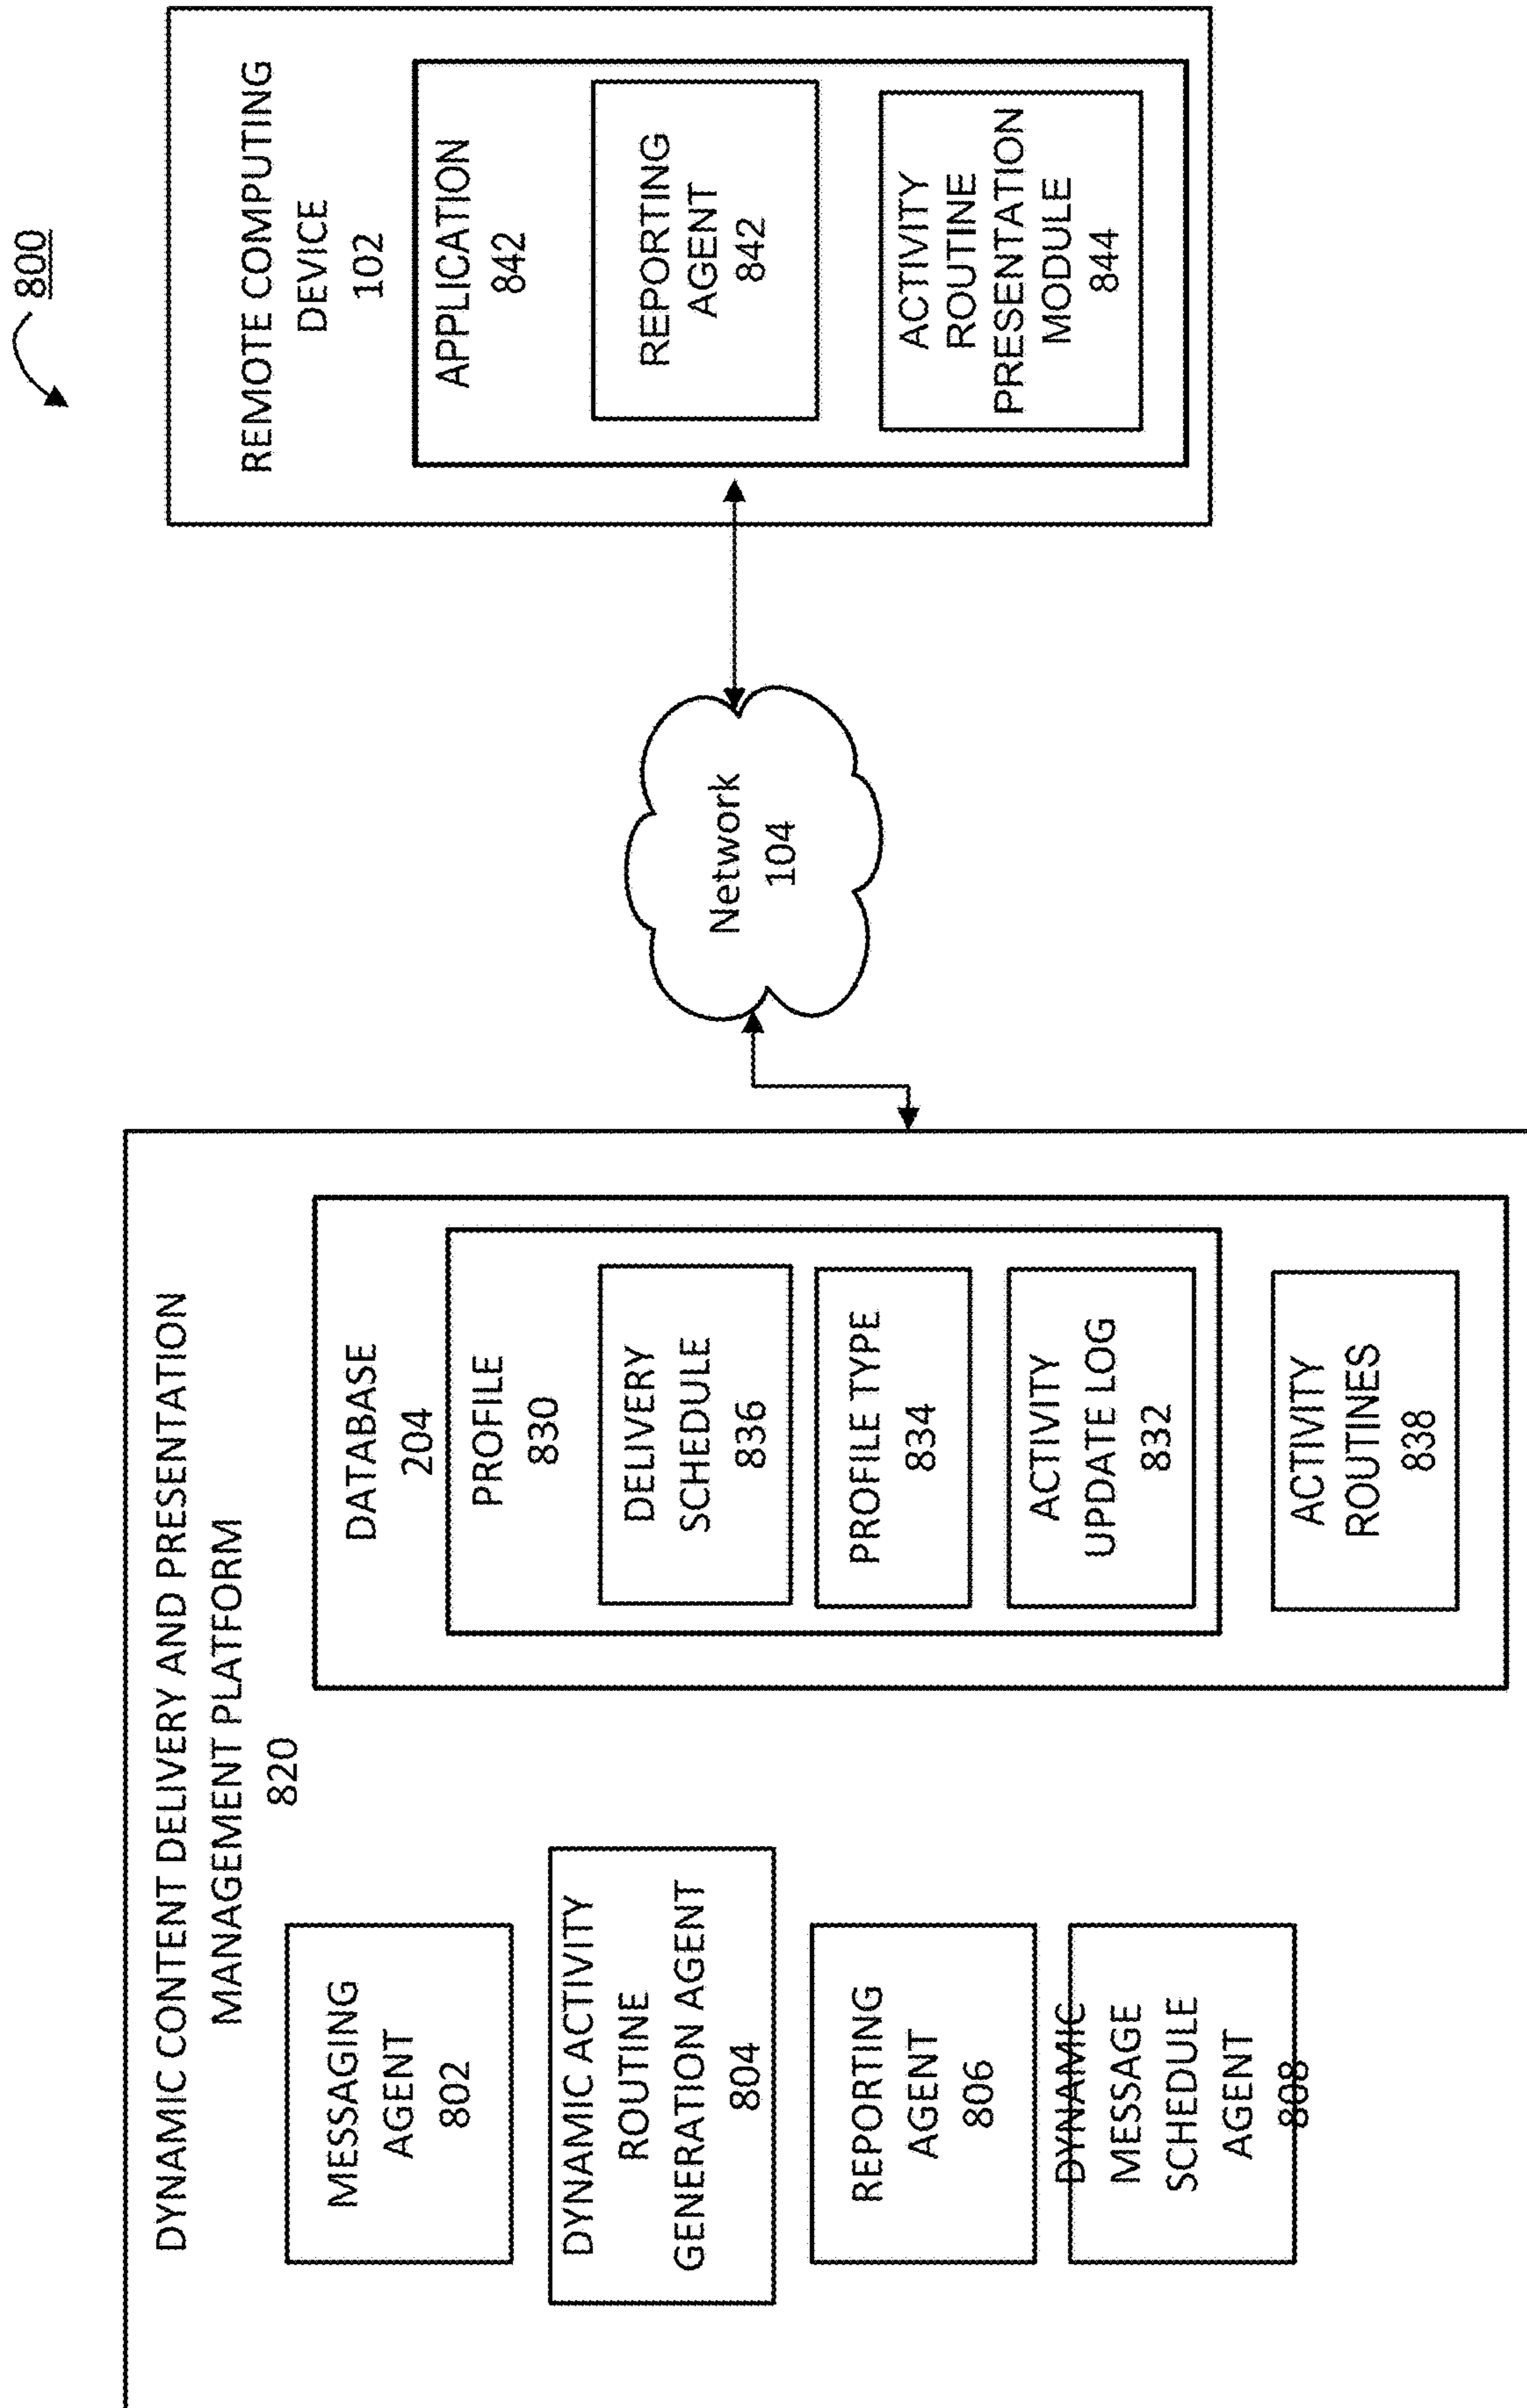 800
DYNAMIC CONTENT DELIVERY AND PRESENTATION
MANAGEMENT PLATFORM
820
MESSAGING
AGENT
802
DYNAMIC ACTIVITY
ROUTINE
GENERATION AGENT
804
REPORTING
AGENT
806
DYNAMIC
MESSAGE
SCHEDULE
AGENT
808
DATABASE
204
PROFILE
830
DELIVERY
SCHEDULE
836
PROFILE TYPE
834
ACTIVITY
UPDATE LOG
832
ACTIVITY
ROUTINES
838
Network
104
REMOTE COMPUTING
DEVICE
102
APPLICATION
842
REPORTING
AGENT
842
ACTIVITY
ROUTINE
PRESENTATION
MODULE
844